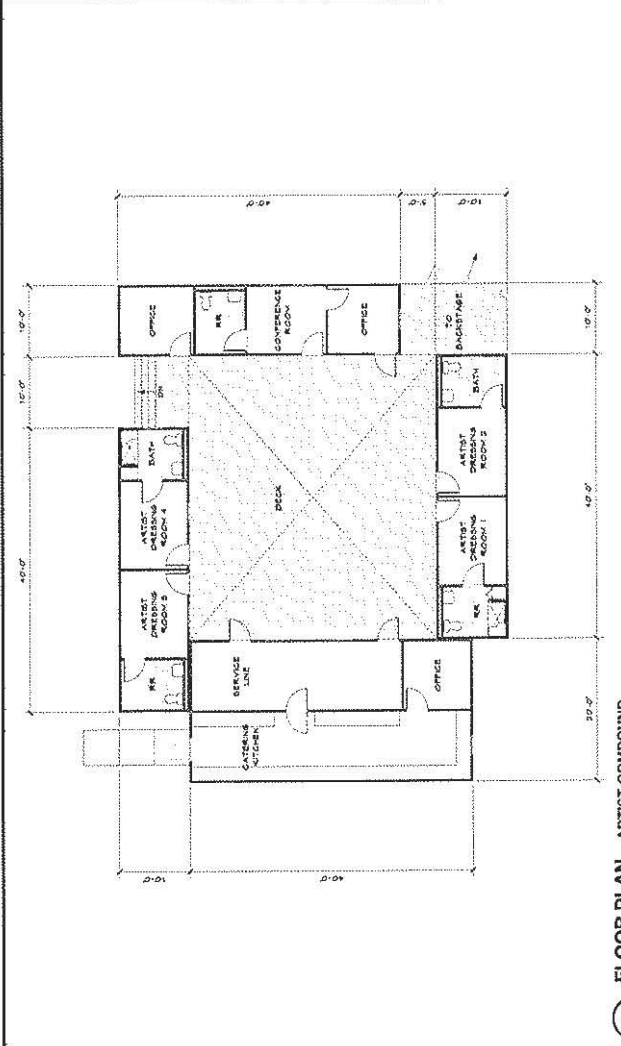 10'-0"
10'-0"
40'-0"
40'-0"
5'-0"
10'-0"
OFFICE
RR
CONFERENCE
ROOM
OFFICE
TO
BACKSTAGE
10'-0"
DN
BATH
ARTIST
DRESSING
ROOM 4
ARTIST
DRESSING
ROOM 3
RR
DECK
BATH
ARTIST
DRESSING
ROOM 2
ARTIST
DRESSING
ROOM 1
RR
40'-0"
SERVICE
LINE
OFFICE
CATERING
KITCHEN
20'-0"
10'-0"
40'-0"
FLOOR PLAN - ARTIST COMPOUND